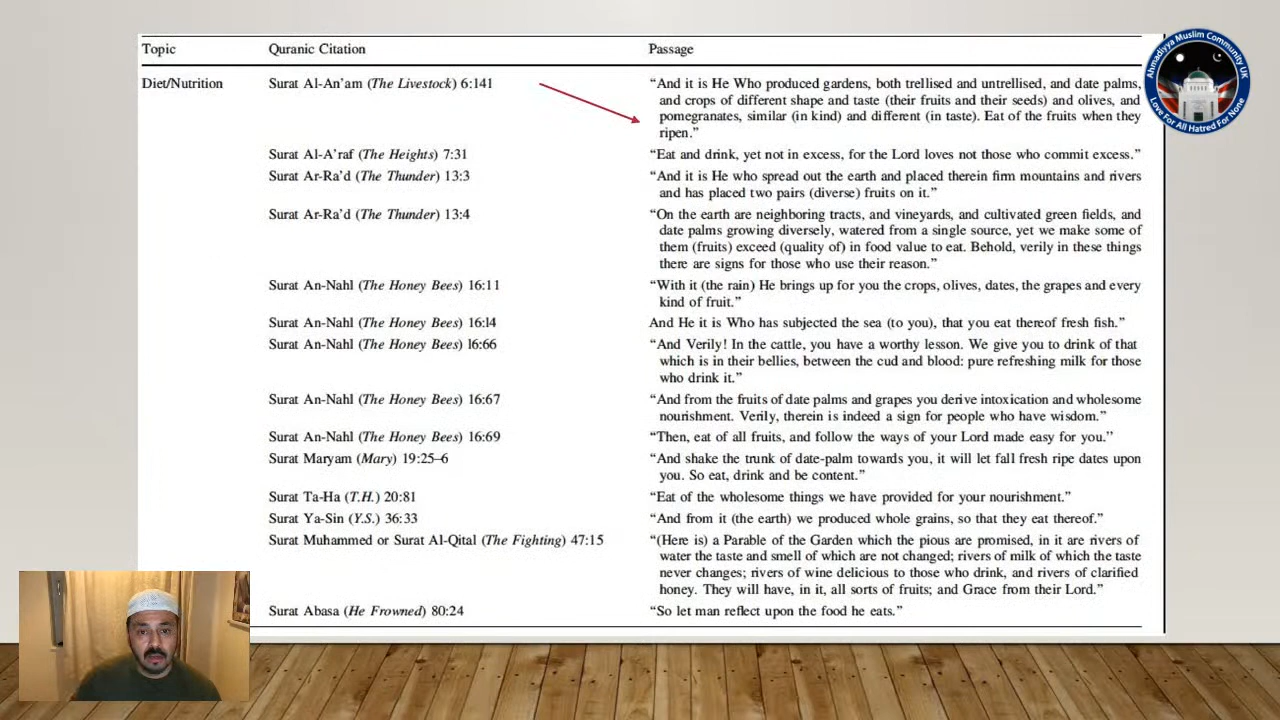 Topic Quranic Citation Passage
Diet/Nutrition Surat Al-An'am (The Livestock) 6:141 “And it is He Who produced gardens, both trellised and untrellised, and date palms,
and crops of different shape and taste (their fruits and their seeds) and olives, and
pomegranates, similar (in kind) and different (in taste). Eat of the fruits when they
ripen.”
Surat Al-A'raf (The Heights) 7:31 “Eat and drink, yet not in excess, for the Lord loves not those who commit excess.”
Surat Ar-Ra'd (The Thunder) 13:3 “And it is He who spread out the earth and placed therein firm mountains and rivers
and has placed two pairs (diverse) fruits on it.”
Surat Ar-Ra'd (The Thunder) 13:4 “On the earth are neighboring tracts, and vineyards, and cultivated green fields, and
date palms growing diversely, watered from a single source, yet we make some of
them (fruits) exceed (quality of) in food value to eat. Behold, verily in these things
there are signs for those who use their reason.”
Surat An-Nahl (The Honey Bees) 16:11 “With it (the rain) He brings up for you the crops, olives, dates, the grapes and every
kind of fruit.”
Surat An-Nahl (The Honey Bees) 16:14 And He it is Who has subjected the sea (to you), that you eat thereof fresh fish.”
Surat An-Nahl (The Honey Bees) 16:66 “And Verily! In the cattle, you have a worthy lesson. We give you to drink of that
which is in their bellies, between the cud and blood: pure refreshing milk for those
who drink it.”
Surat An-Nahl (The Honey Bees) 16:67 “And from the fruits of date palms and grapes you derive intoxication and wholesome
nourishment. Verily, therein is indeed a sign for people who have wisdom.”
Surat An-Nahl (The Honey Bees) 16:69 “Then, eat of all fruits, and follow the ways of your Lord made easy for you.''
Surat Maryam (Mary) 19:25–6 “And shake the trunk of date-palm towards you, it will let fall fresh ripe dates upon
you. So eat, drink and be content.”
Surat Ta-Ha (T.H.) 20:81 “Eat of the wholesome things we have provided for your nourishment.”
Surat Ya-Sin (Y.S.) 36:33 “And from it (the earth) we produced whole grains, so that they eat thereof.”
Surat Muhammed or Surat Al-Qital (The Fighting) 47:15 “(Here is) a Parable of the Garden which the pious are promised, in it are rivers of
water the taste and smell of which are not changed; rivers of milk of which the taste
never changes; rivers of wine delicious to those who drink, and rivers of clarified
honey. They will have, in it, all sorts of fruits; and Grace from their Lord.”
Surat Abasa (He Frowned) 80:24 “So let man reflect upon the food he eats.”
Ahmadiyya Muslim Community UK
Love For All Hatred For None